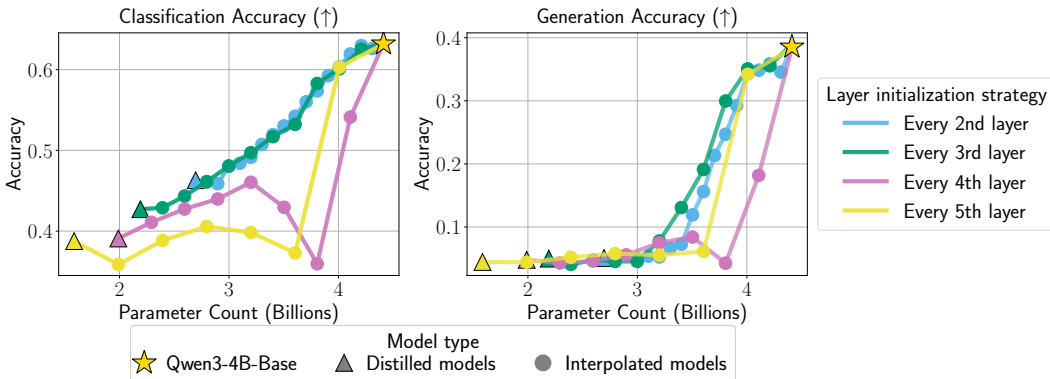 Classification Accuracy (↑)
Accuracy
0.6
0.5
0.4
2
3
4
Parameter Count (Billions)
Generation Accuracy (↑)
Accuracy
0.4
0.3
0.2
0.1
2
3
4
Parameter Count (Billions)
Layer initialization strategy
Every 2nd layer
Every 3rd layer
Every 4th layer
Every 5th layer
Model type
Qwen3-4B-Base
Distilled models
Interpolated models